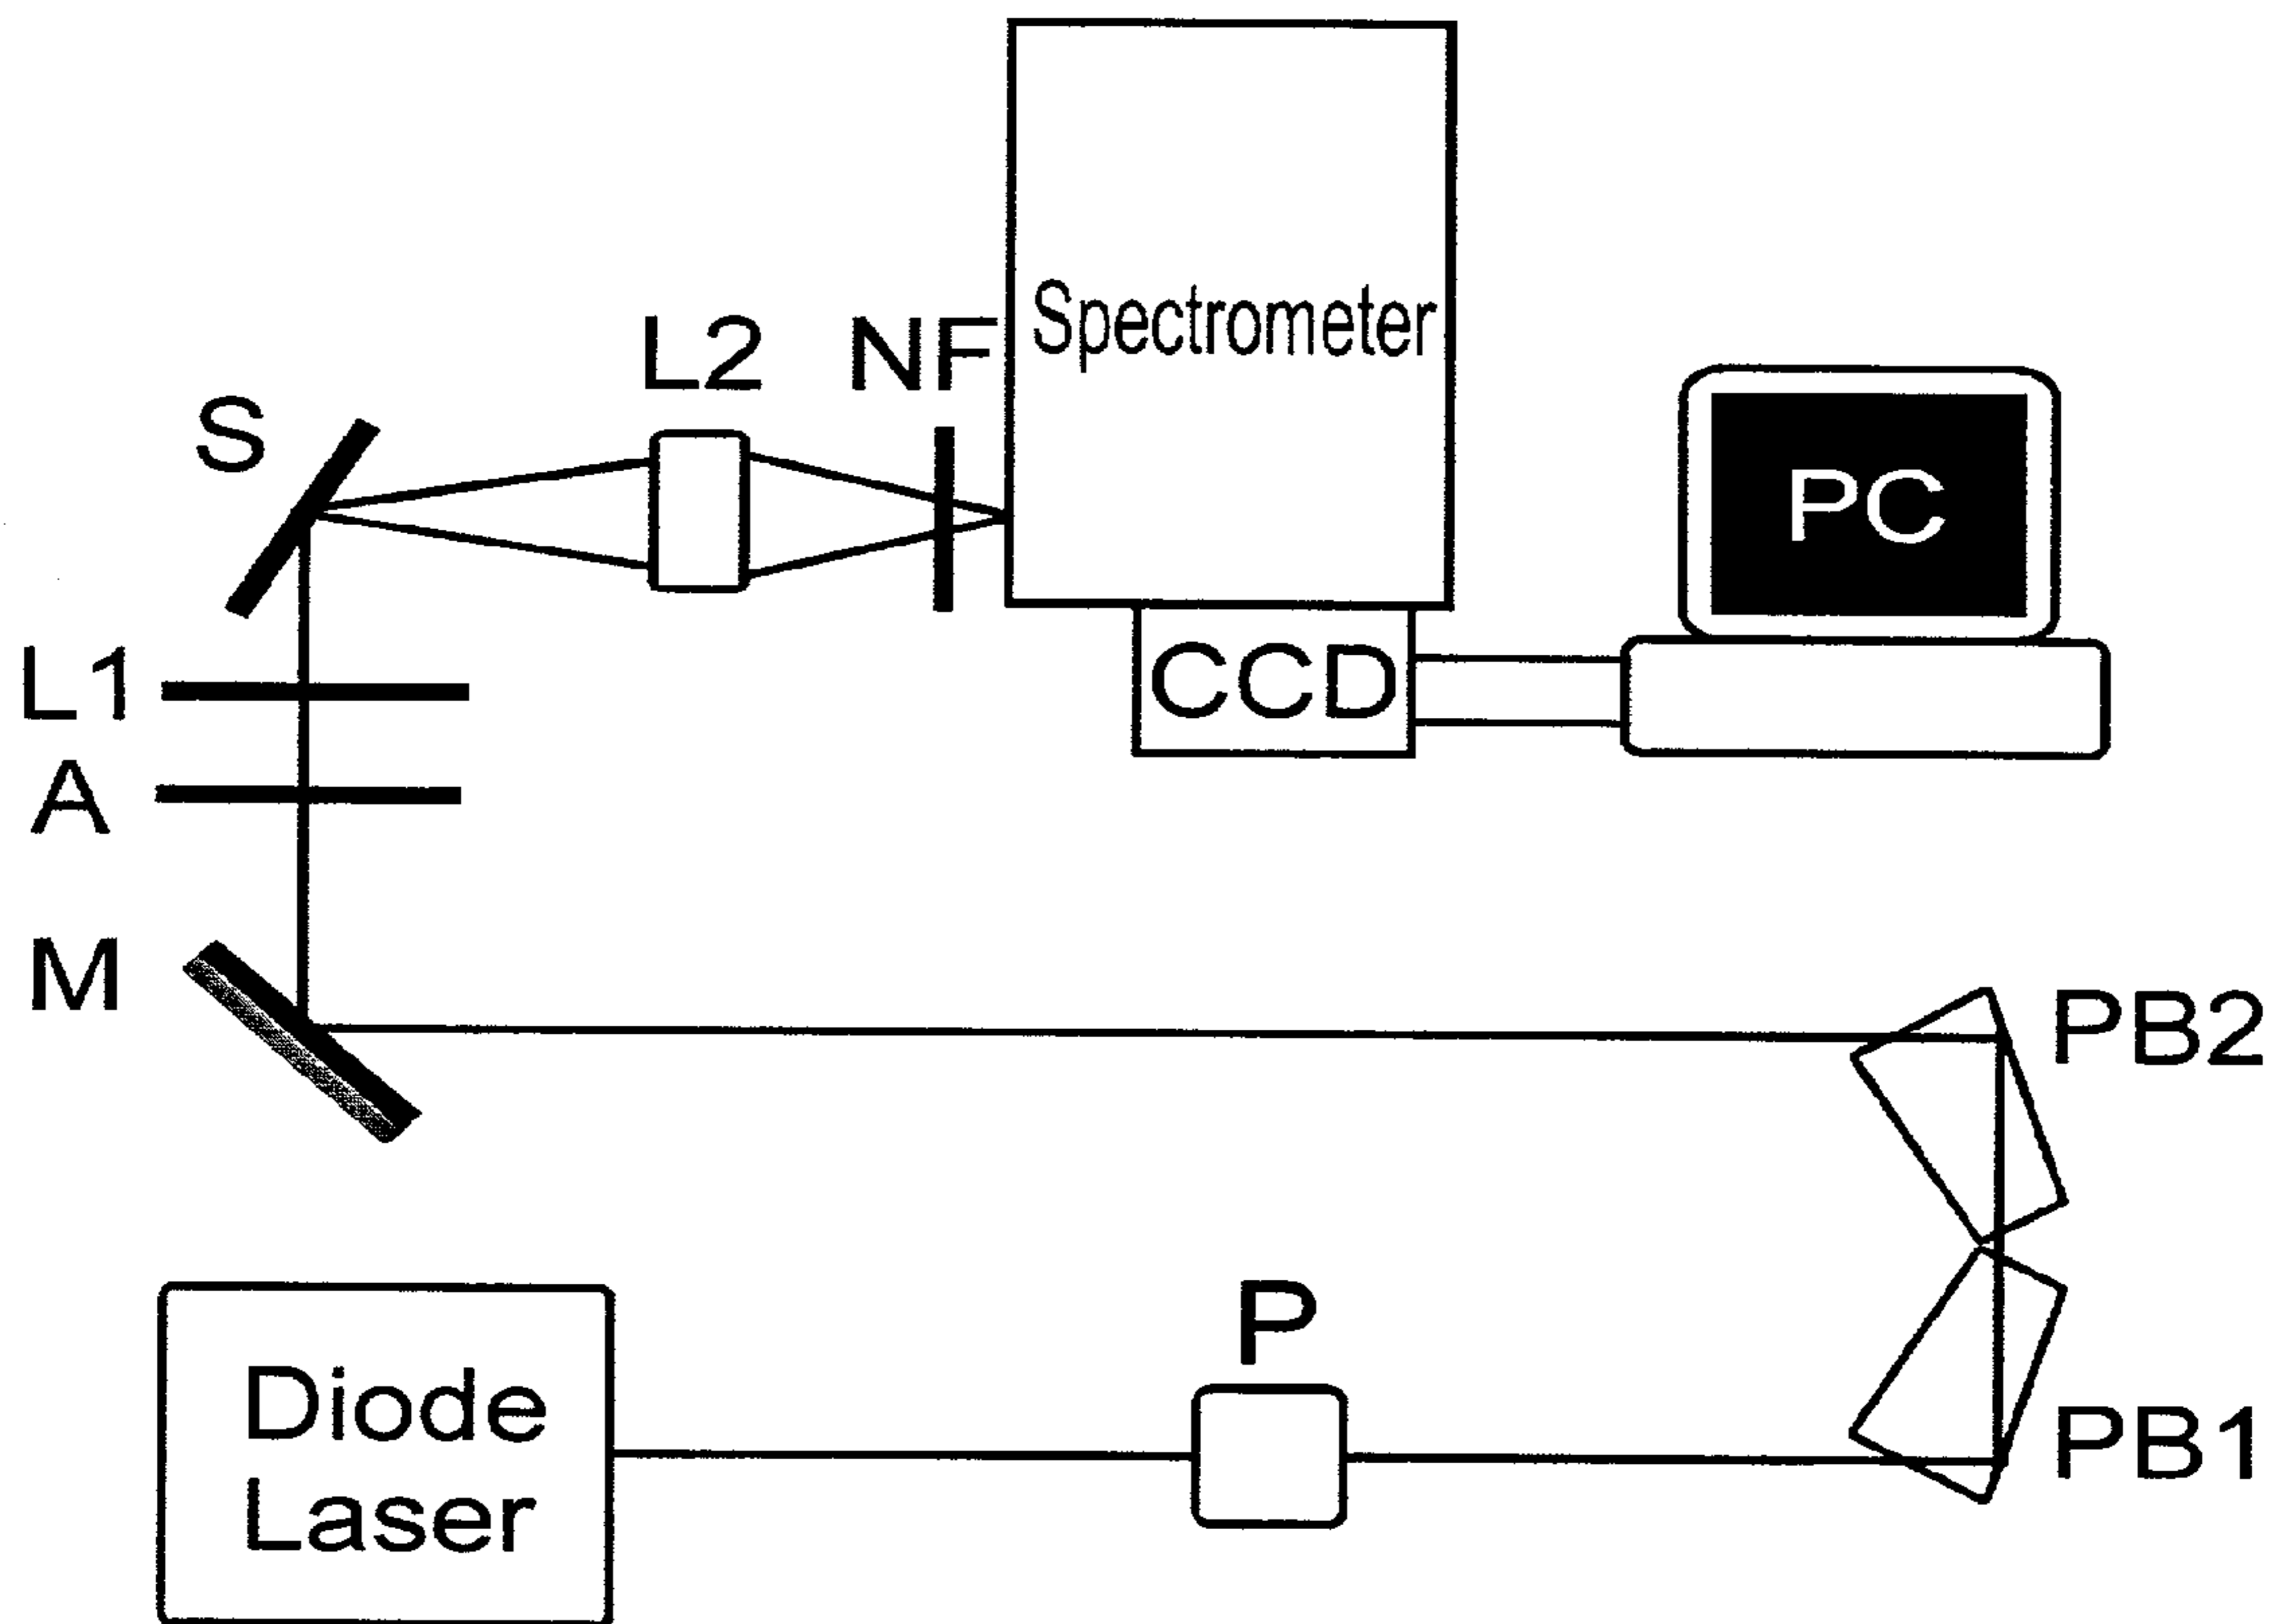 Spectrometer
L2
NF
S
PC
L1
CCD
A
M
PB2
P
Diode
Laser
PB1